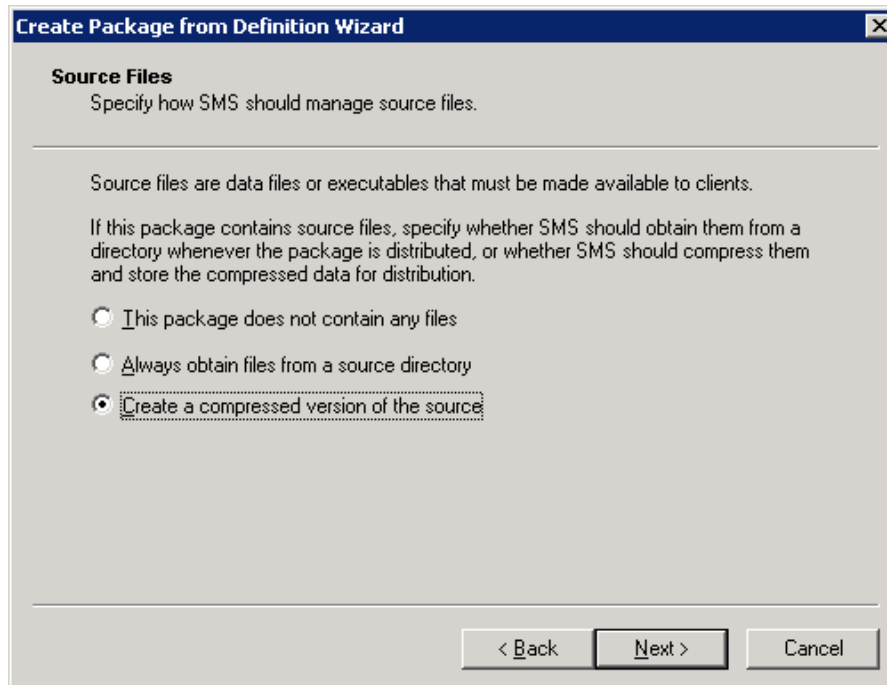 Create Package from Definition Wizard
Source Files
Specify how SMS should manage source files.
Source files are data files or executables that must be made available to clients.
If this package contains source files, specify whether SMS should obtain them from a
directory whenever the package is distributed, or whether SMS should compress them
and store the compressed data for distribution.
This package does not contain any files
Always obtain files from a source directory
Create a compressed version of the source
< Back Next > Cancel